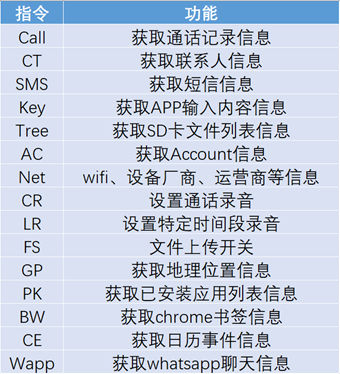 指令 功能
Call 获取通话记录信息
CT 获取联系人信息
SMS 获取短信信息
Key 获取APP输入内容信息
Tree 获取SD卡文件列表信息
AC 获取Account信息
Net wifi、设备厂商、运营商等信息
CR 设置通话录音
LR 设置特定时间段录音
FS 文件上传开关
GP 获取地理位置信息
PK 获取已安装应用列表信息
BW 获取chrome书签信息
CE 获取日历事件信息
Wapp 获取whatsapp聊天信息